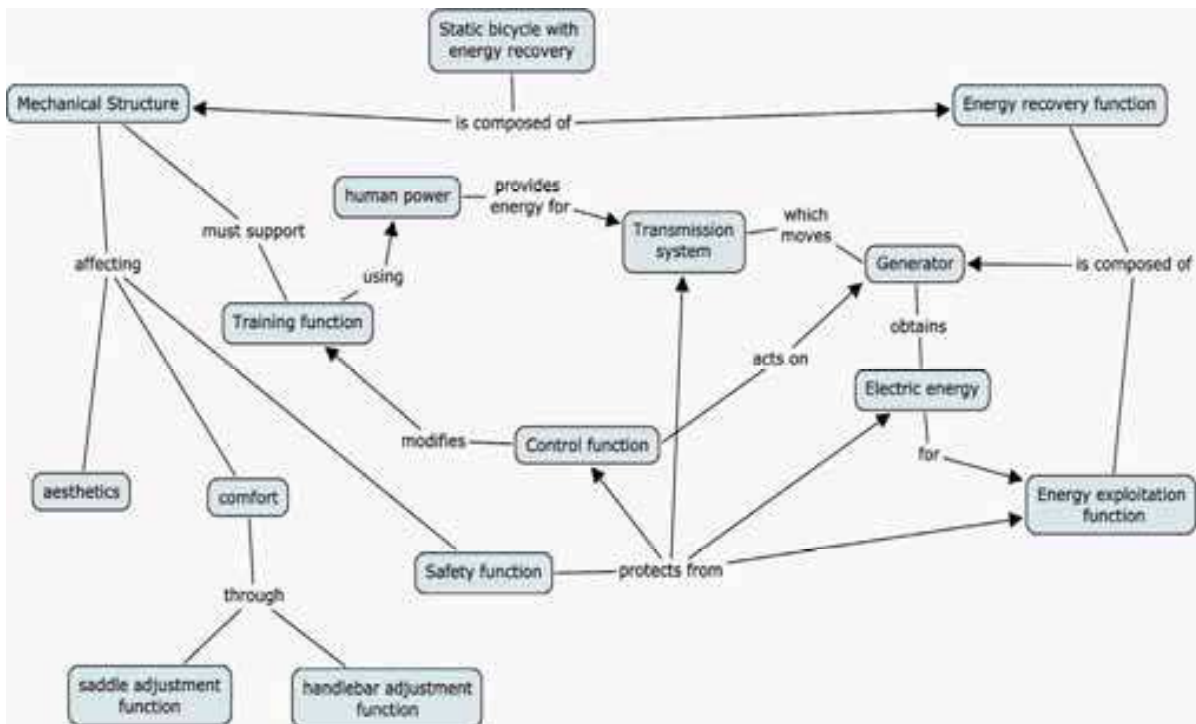 Static bicycle with
energy recovery
Mechanical Structure
is composed of
Energy recovery function
human power
provides
energy for
Transmission
system
which
moves
Generator
is composed of
must support
affecting
using
Training function
obtains
acts on
Electric energy
modifies
Control function
for
aesthetics
comfort
Energy exploitation
function
Safety function
protects from
through
saddle adjustment
function
handlebar adjustment
function